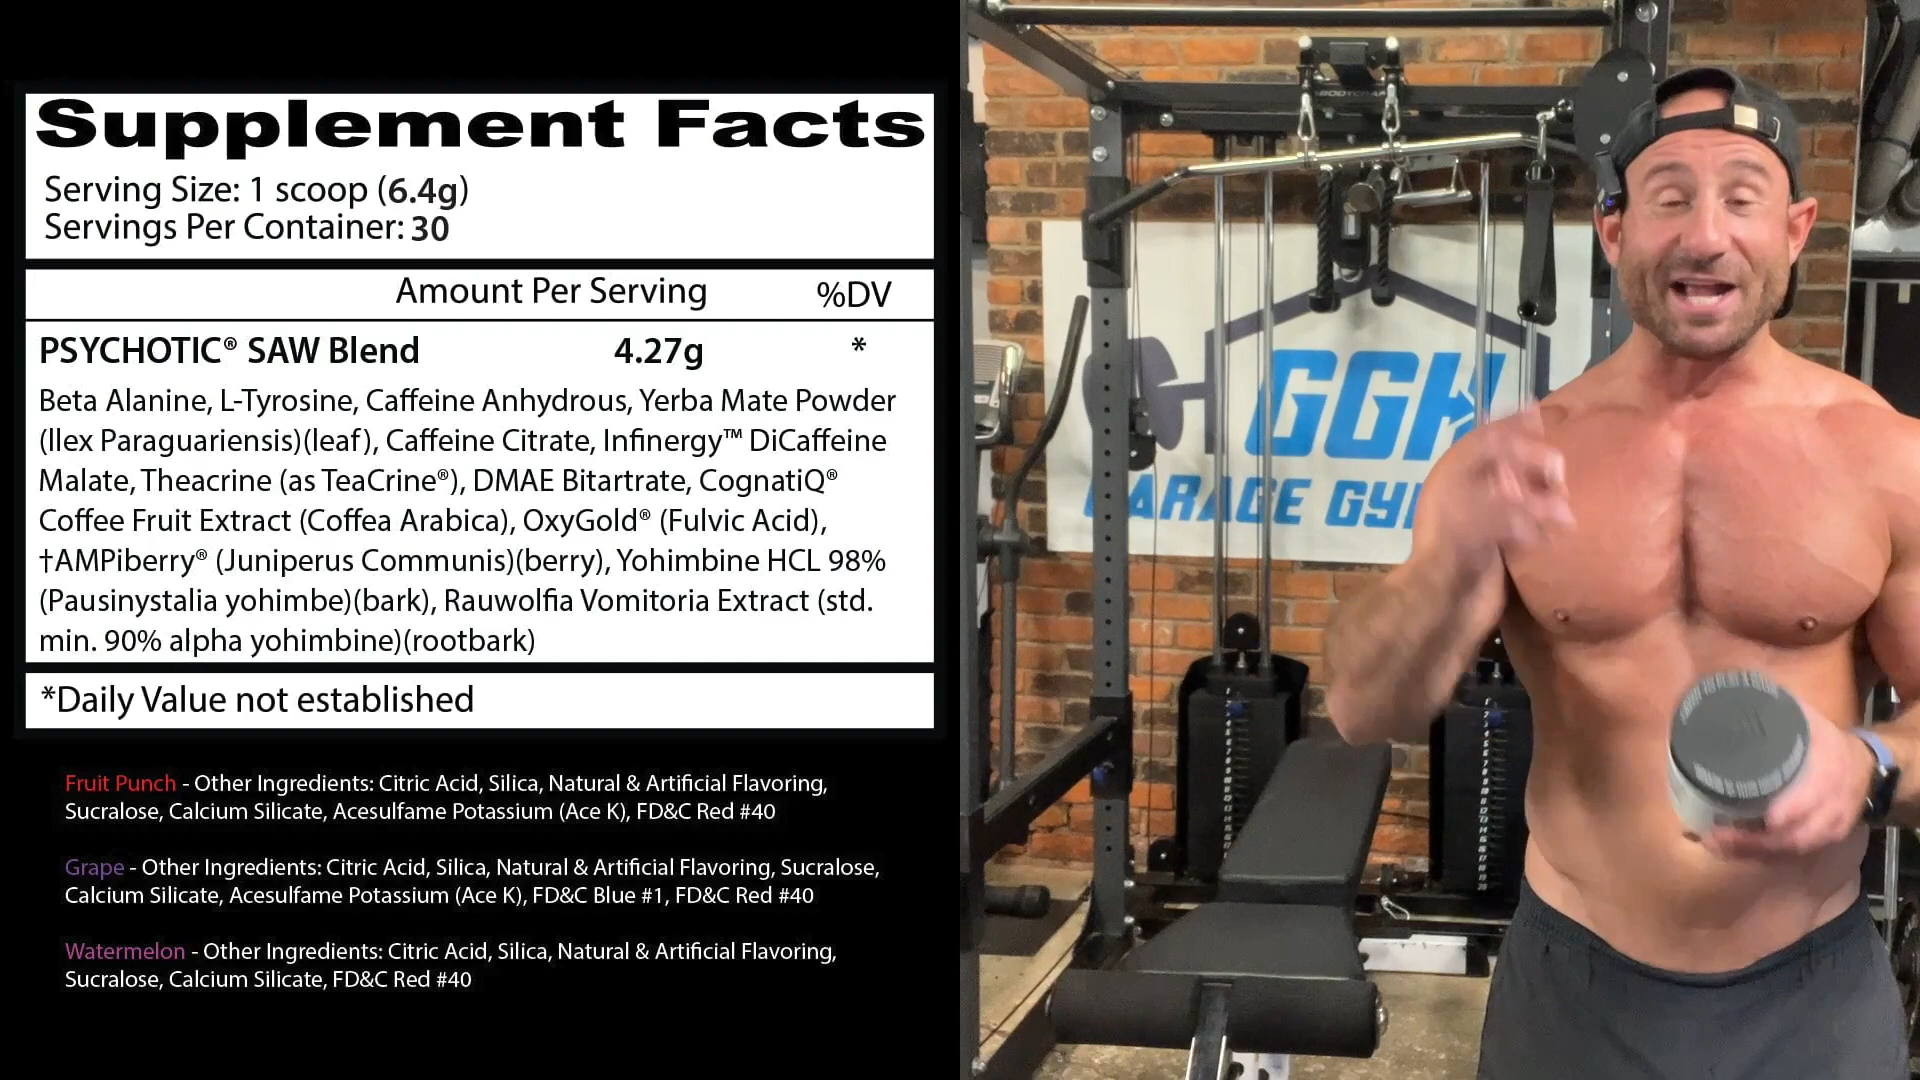 Supplement Facts
Serving Size: 1 scoop (6.4g)
Servings Per Container: 30
Amount Per Serving %DV
PSYCHOTIC® SAW Blend 4.27g *
Beta Alanine, L-Tyrosine, Caffeine Anhydrous, Yerba Mate Powder
(llex Paraguariensis)(leaf), Caffeine Citrate, Infinergy™ DiCaffeine
Malate, Theacrine (as TeaCrine®), DMAE Bitartrate, CognatiQ®
Coffee Fruit Extract (Coffea Arabica), OxyGold® (Fulvic Acid),
†AMPiberry® (Juniperus Communis)(berry), Yohimbine HCL 98%
(Pausinystalia yohimbe)(bark), Rauwolfia Vomitoria Extract (std.
min. 90% alpha yohimbine)(rootbark)
*Daily Value not established
Fruit Punch - Other Ingredients: Citric Acid, Silica, Natural & Artificial Flavoring,
Sucralose, Calcium Silicate, Acesulfame Potassium (Ace K), FD&C Red #40
Grape - Other Ingredients: Citric Acid, Silica, Natural & Artificial Flavoring, Sucralose,
Calcium Silicate, Acesulfame Potassium (Ace K), FD&C Blue #1, FD&C Red #40
Watermelon - Other Ingredients: Citric Acid, Silica, Natural & Artificial Flavoring,
Sucralose, Calcium Silicate, FD&C Red #40
GGH
GARAGE GY